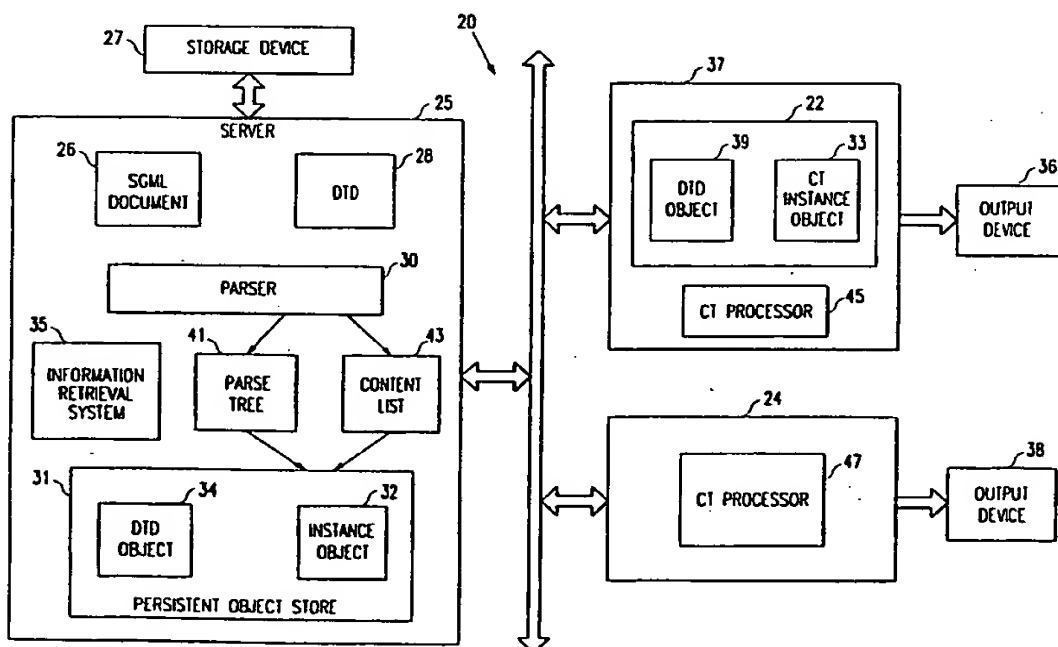 20
27
STORAGE DEVICE
25
SERVER
26
SGML
DOCUMENT
28
DTD
30
PARSER
35
INFORMATION
RETRIEVAL
SYSTEM
41
PARSE
TREE
43
CONTENT
LIST
31
34
DTD
OBJECT
32
INSTANCE
OBJECT
PERSISTENT OBJECT STORE
37
22
39
DTD
OBJECT
33
CT
INSTANCE
OBJECT
CT PROCESSOR
45
36
OUTPUT
DEVICE
24
CT PROCESSOR
47
38
OUTPUT
DEVICE